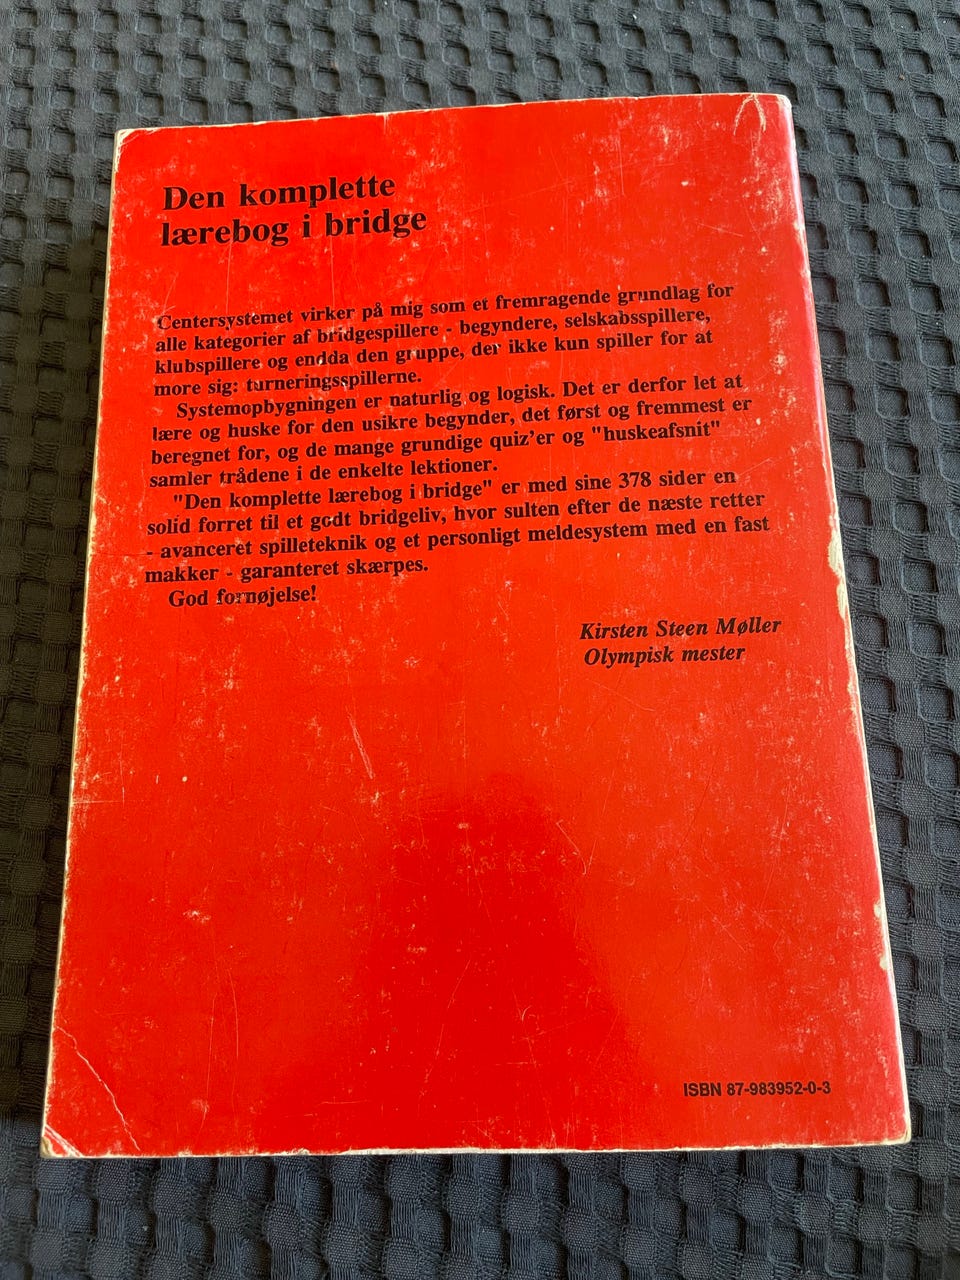 Den komplette
lærebog i bridge
Centersystemet virker på mig som et fremragende grundlag for
alle kategorier af bridgespillere - begyndere, selskabsspillere,
klubspillere og endda den gruppe, der ikke kun spiller for at
more sig: turneringsspillerne.
Systemopbygningen er naturlig og logisk. Det er derfor let at
lære og huske for den usikre begynder, det først og fremmest er
beregnet for, og de mange grundige quiz'er og "huskeafsnit"
samler trådene i de enkelte lektioner.
"Den komplette lærebog i bridge" er med sine 378 sider en
solid forret til et godt bridgeliv, hvor sulten efter de næste retter
- avanceret spilleteknik og et personligt meldesystem med en fast
makker - garanteret skærpes.
God fornøjelse!
Kirsten Steen Møller
Olympisk mester
ISBN 87-983952-0-3